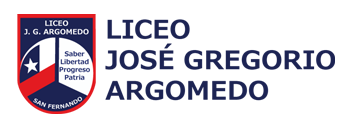 LICEO
J. G. ARGOMEDO
Saber
Libertad
Progreso
Patria
SAN FERNANDO
LICEO
JOSÉ GREGORIO
ARGOMEDO